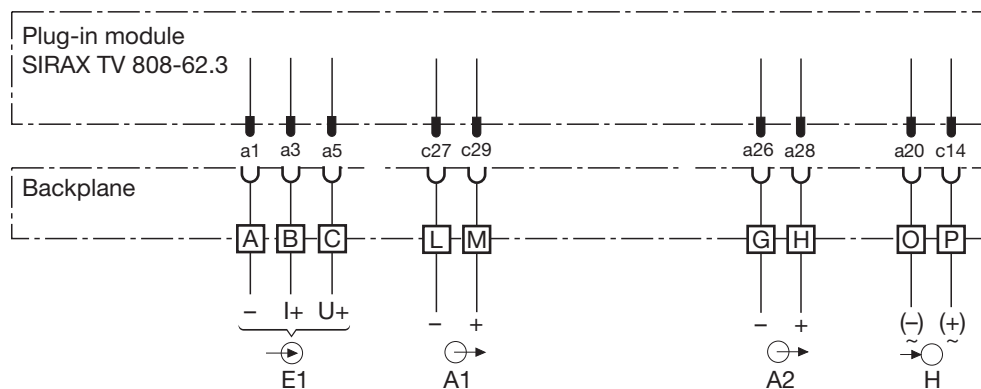 Plug-in module
SIRAX TV 808-62.3
a1 a3 a5 c27 c29 a26 a28 a20 c14
Backplane
A B C L M G H O P
– I+ U+ – + – + (–) (+)
~ ~
E1 A1 A2 H